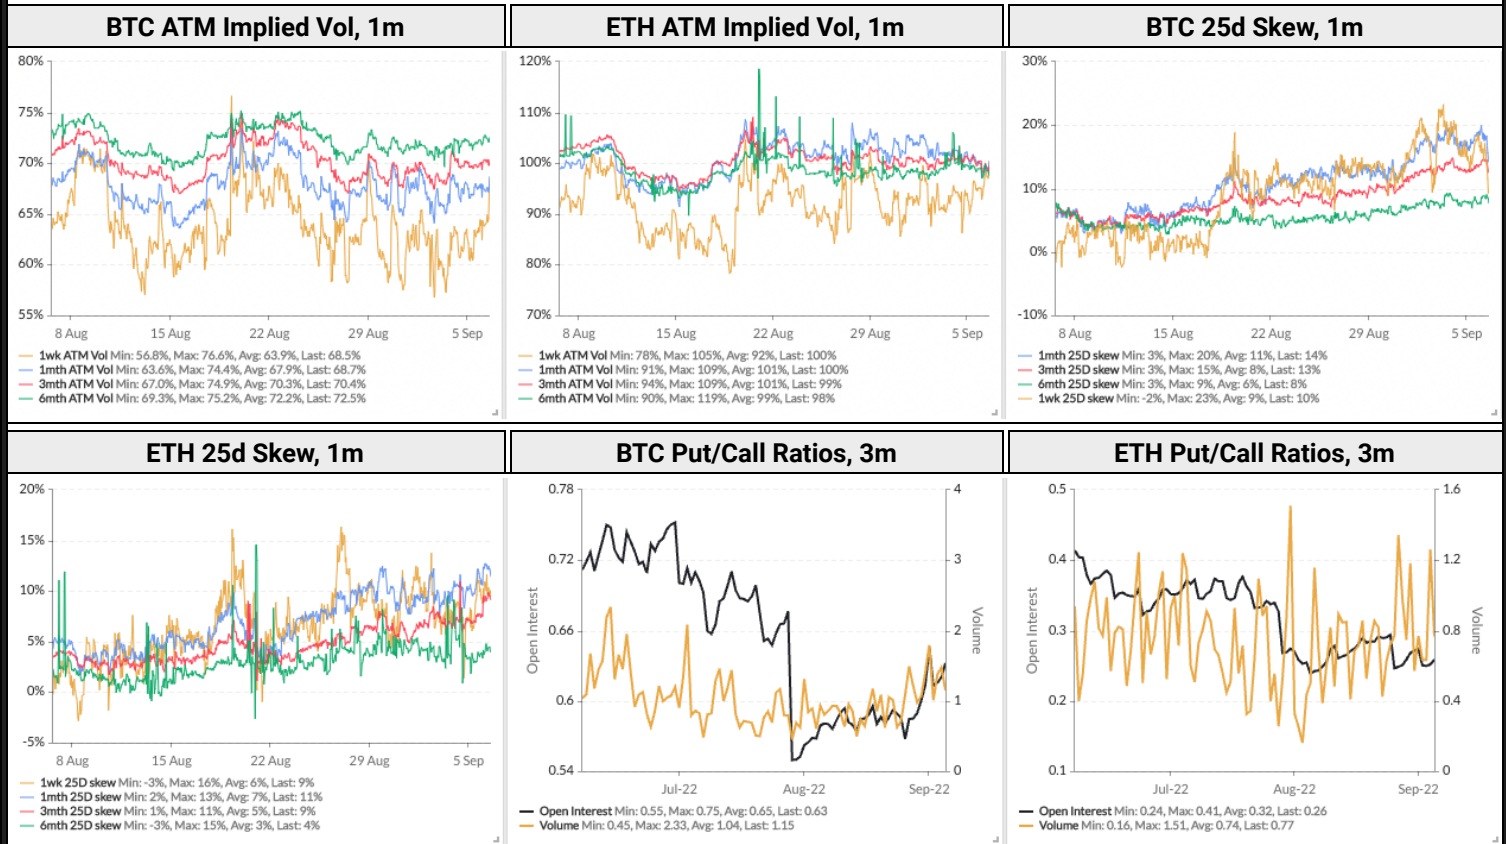 BTC ATM Implied Vol, 1m
80%
75%
70%
65%
60%
55%
8 Aug
15 Aug
22 Aug
29 Aug
5 Sep
1wk ATM Vol Min: 56.8%, Max: 76.6%, Avg: 63.9%, Last: 68.5%
1mth ATM Vol Min: 63.6%, Max: 74.4%, Avg: 67.9%, Last: 68.7%
3mth ATM Vol Min: 67.0%, Max: 74.9%, Avg: 70.3%, Last: 70.4%
6mth ATM Vol Min: 69.3%, Max: 75.2%, Avg: 72.2%, Last: 72.5%
ETH ATM Implied Vol, 1m
120%
110%
100%
90%
80%
70%
8 Aug
15 Aug
22 Aug
29 Aug
5 Sep
1wk ATM Vol Min: 78%, Max: 105%, Avg: 92%, Last: 100%
1mth ATM Vol Min: 91%, Max: 109%, Avg: 101%, Last: 100%
3mth ATM Vol Min: 94%, Max: 109%, Avg: 101%, Last: 99%
6mth ATM Vol Min: 90%, Max: 119%, Avg: 99%, Last: 98%
BTC 25d Skew, 1m
30%
20%
10%
0%
-10%
8 Aug
15 Aug
22 Aug
29 Aug
5 Sep
1mth 25D skew Min: 3%, Max: 20%, Avg: 11%, Last: 14%
3mth 25D skew Min: 3%, Max: 15%, Avg: 8%, Last: 13%
6mth 25D skew Min: 3%, Max: 9%, Avg: 6%, Last: 8%
1wk 25D skew Min: -2%, Max: 23%, Avg: 9%, Last: 10%
ETH 25d Skew, 1m
20%
15%
10%
5%
0%
-5%
8 Aug
15 Aug
22 Aug
29 Aug
5 Sep
1wk 25D skew Min: -3%, Max: 16%, Avg: 6%, Last: 9%
1mth 25D skew Min: 2%, Max: 13%, Avg: 7%, Last: 11%
3mth 25D skew Min: 1%, Max: 11%, Avg: 5%, Last: 9%
6mth 25D skew Min: -3%, Max: 15%, Avg: 3%, Last: 4%
BTC Put/Call Ratios, 3m
0.78
0.72
0.66
0.6
0.54
Open Interest
4
3
2
1
0
Volume
Jul-22
Aug-22
Sep-22
Open Interest Min: 0.55, Max: 0.75, Avg: 0.65, Last: 0.63
Volume Min: 0.45, Max: 2.33, Avg: 1.04, Last: 1.15
ETH Put/Call Ratios, 3m
0.5
0.4
0.3
0.2
0.1
Open Interest
1.6
1.2
0.8
0.4
0
Volume
Jul-22
Aug-22
Sep-22
Open Interest Min: 0.24, Max: 0.41, Avg: 0.32, Last: 0.26
Volume Min: 0.16, Max: 1.51, Avg: 0.74, Last: 0.77